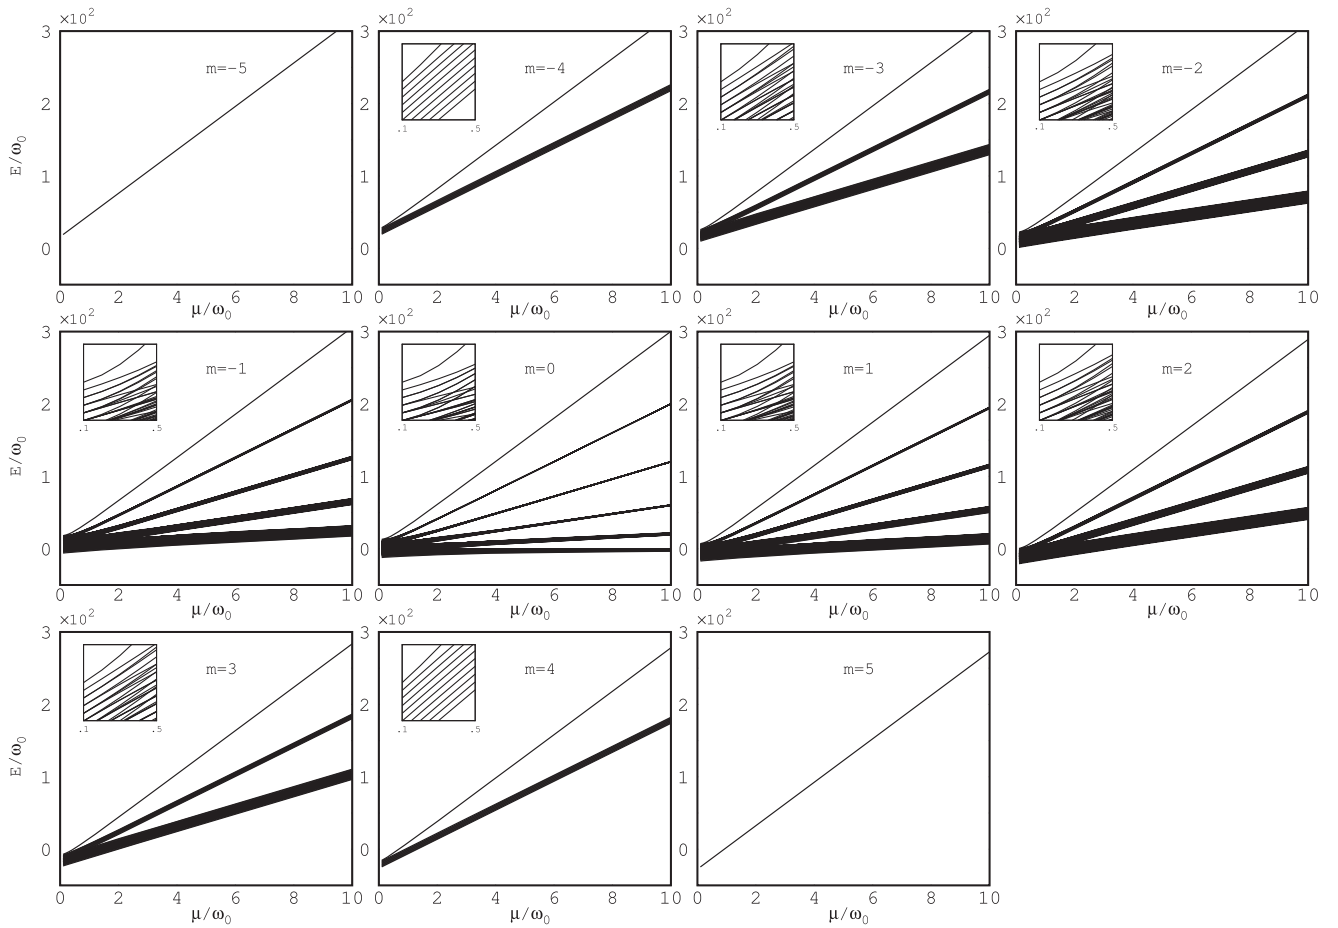 ×10² ×10² ×10² ×10²
3 3 3 3
m=−5 m=−4 m=−3 m=−2
2 2 2 2
.1 .5 .1 .5 .1 .5
E/ω₀
1 1 1 1
0 0 0 0
0 2 4 6 8 10 0 2 4 6 8 10 0 2 4 6 8 10 0 2 4 6 8 10
μ/ω₀ μ/ω₀ μ/ω₀ μ/ω₀
×10² ×10² ×10² ×10²
3 3 3 3
m=−1 m=0 m=1 m=2
2 2 2 2
.1 .5 .1 .5 .1 .5 .1 .5
E/ω₀
1 1 1 1
0 0 0 0
0 2 4 6 8 10 0 2 4 6 8 10 0 2 4 6 8 10 0 2 4 6 8 10
μ/ω₀ μ/ω₀ μ/ω₀ μ/ω₀
×10² ×10² ×10²
3 3 3
m=3 m=4 m=5
2 2 2
.1 .5 .1 .5
E/ω₀
1 1 1
0 0 0
0 2 4 6 8 10 0 2 4 6 8 10 0 2 4 6 8 10
μ/ω₀ μ/ω₀ μ/ω₀